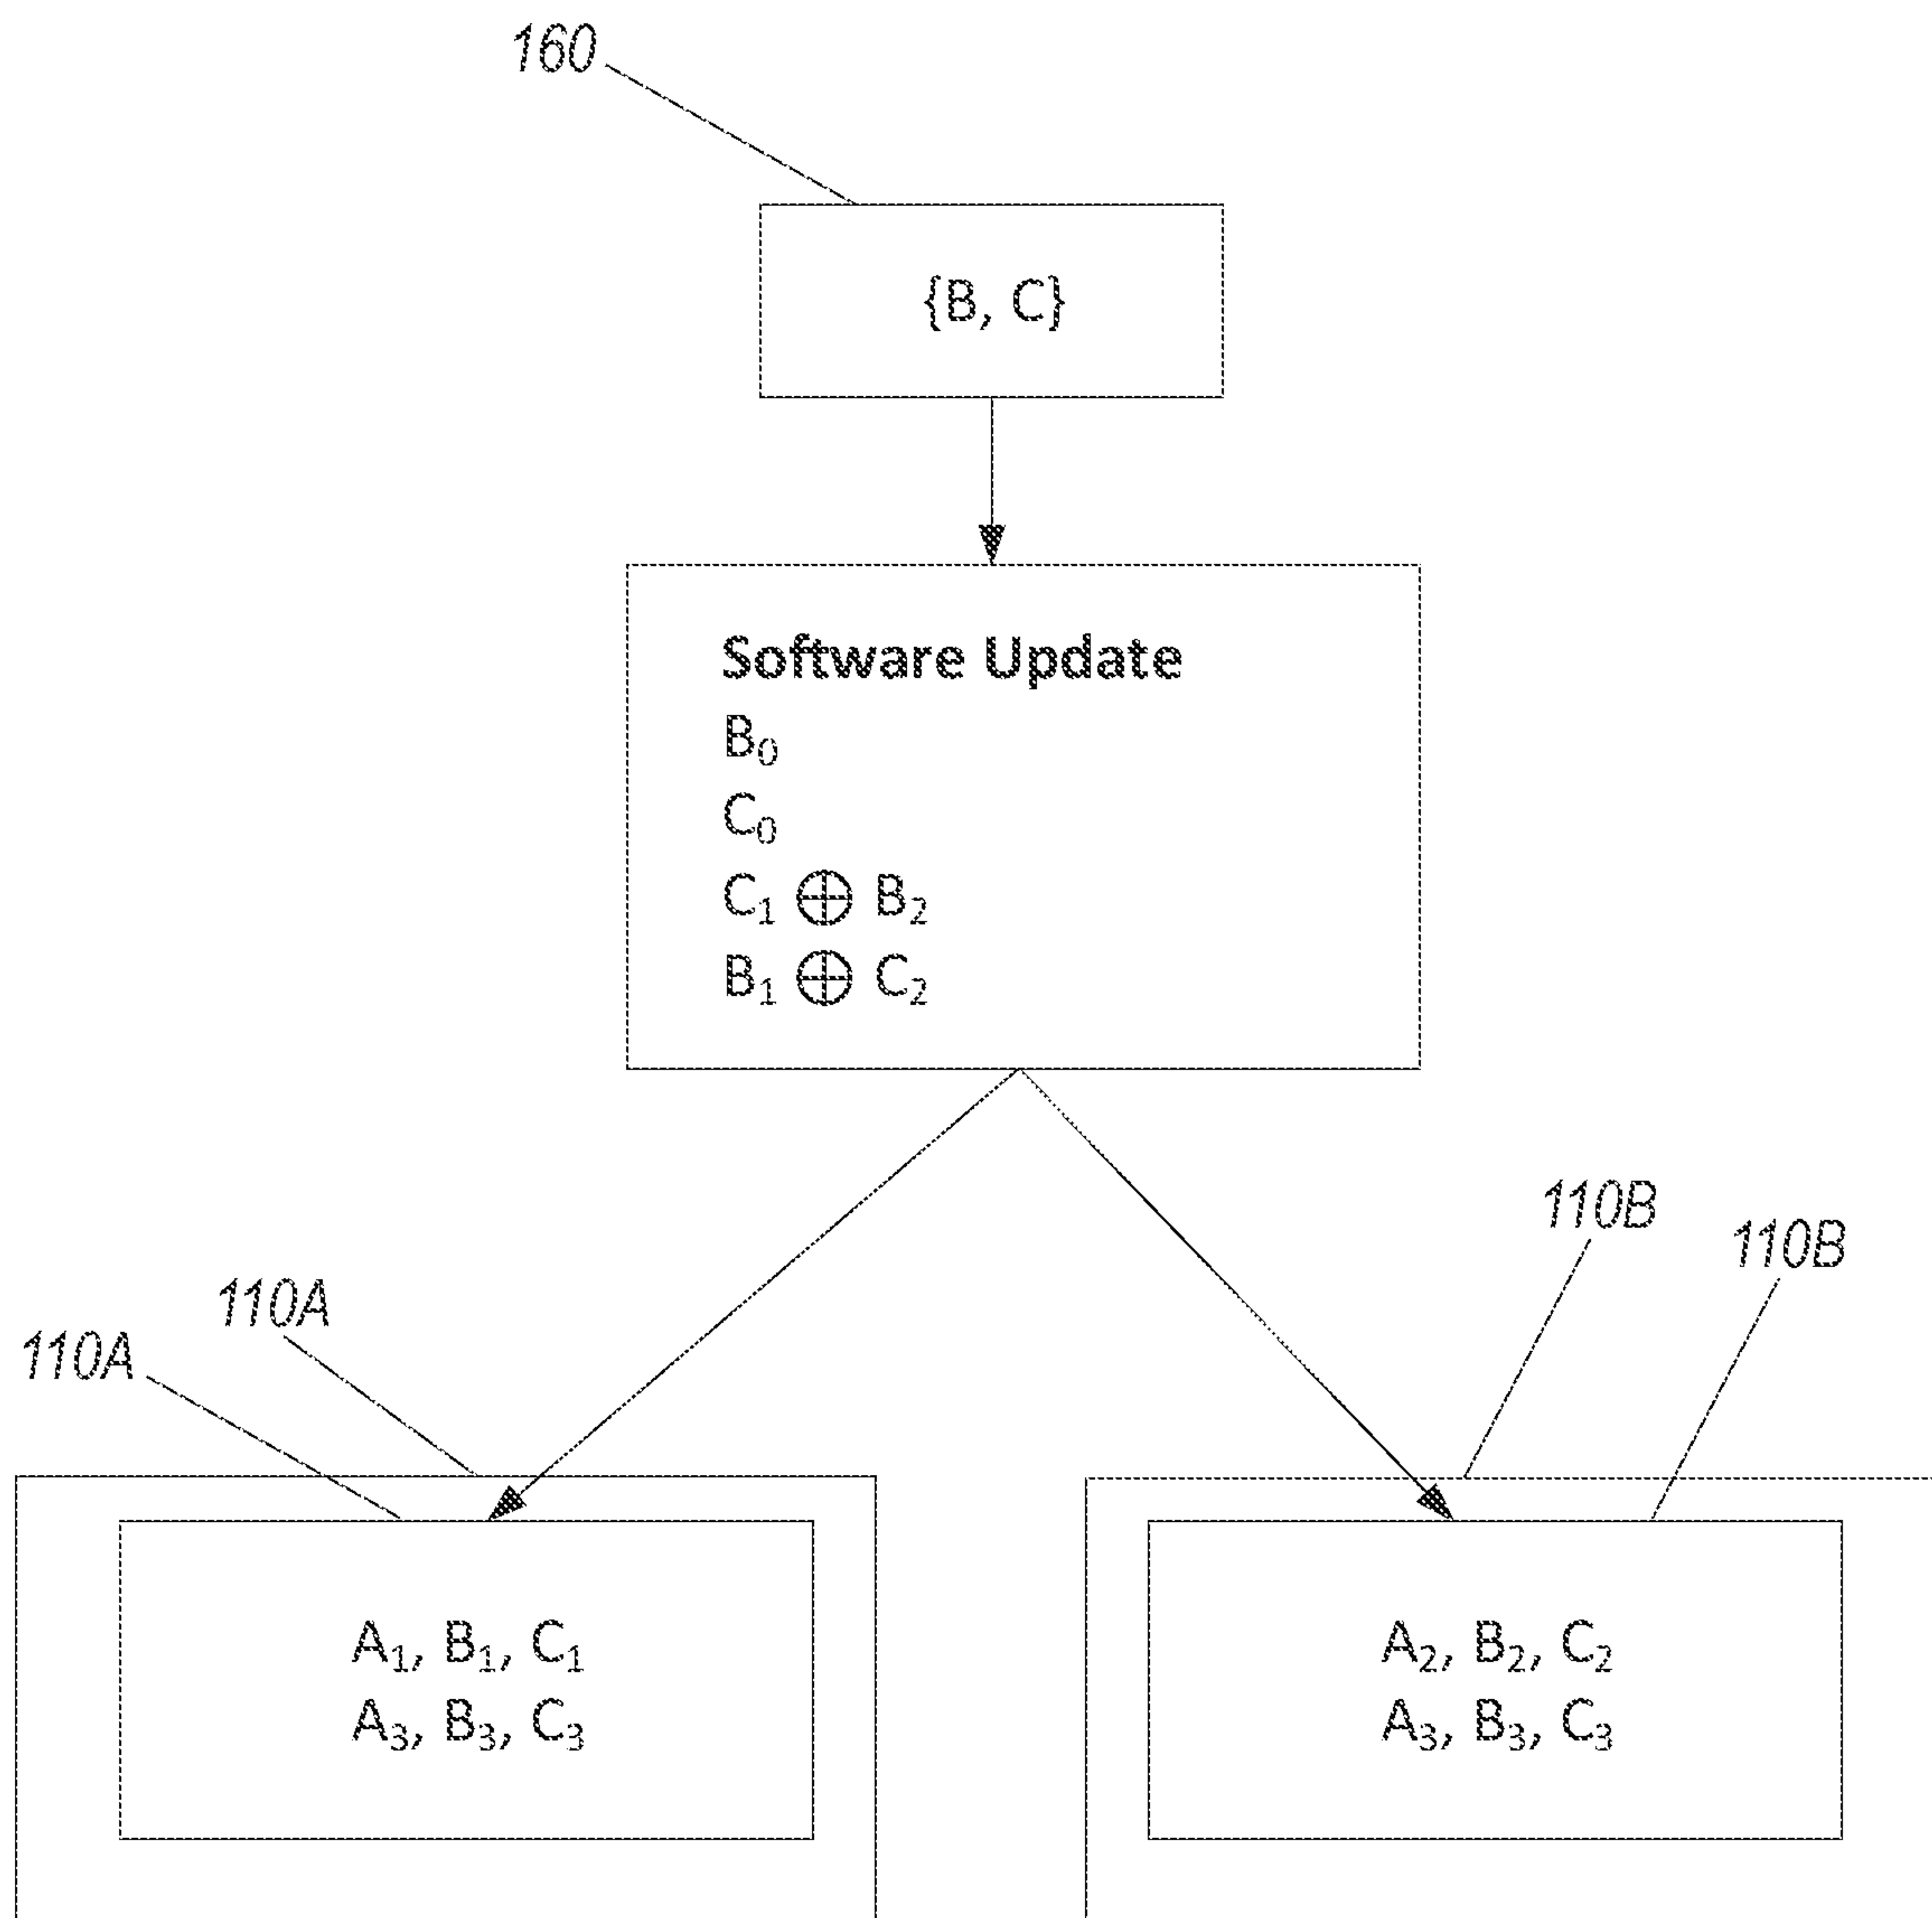 160
{B, C}
Software Update
B₀
C₀
C₁ ⊕ B₂
B₁ ⊕ C₂
110B
110B
110A
110A
A₁, B₁, C₁
A₃, B₃, C₃
A₂, B₂, C₂
A₃, B₃, C₃